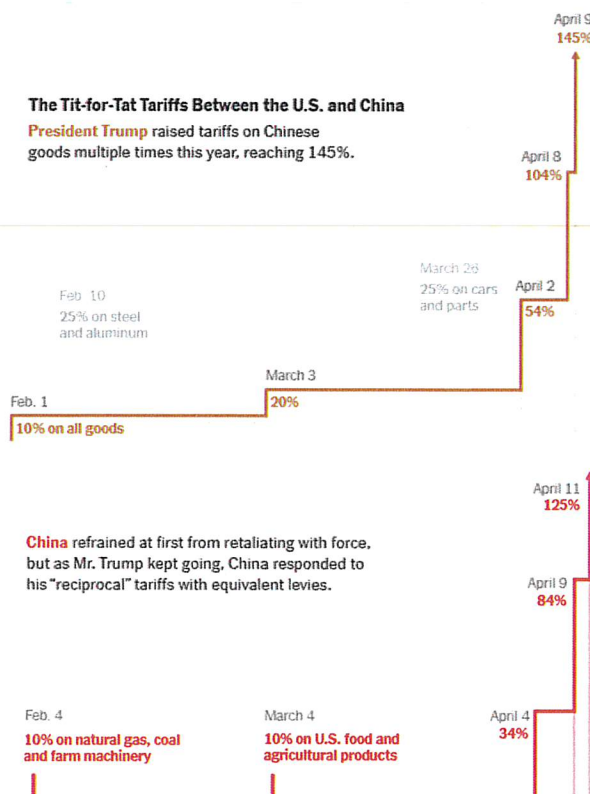 April 9
145%
The Tit-for-Tat Tariffs Between the U.S. and China
President Trump raised tariffs on Chinese
goods multiple times this year, reaching 145%.
April 8
104%
March 26
25% on cars
and parts
April 2
54%
Feb. 10
25% on steel
and aluminum
March 3
20%
Feb. 1
10% on all goods
April 11
125%
China refrained at first from retaliating with force,
but as Mr. Trump kept going, China responded to
his “reciprocal” tariffs with equivalent levies.
April 9
84%
Feb. 4
10% on natural gas, coal
and farm machinery
March 4
10% on U.S. food and
agricultural products
April 4
34%